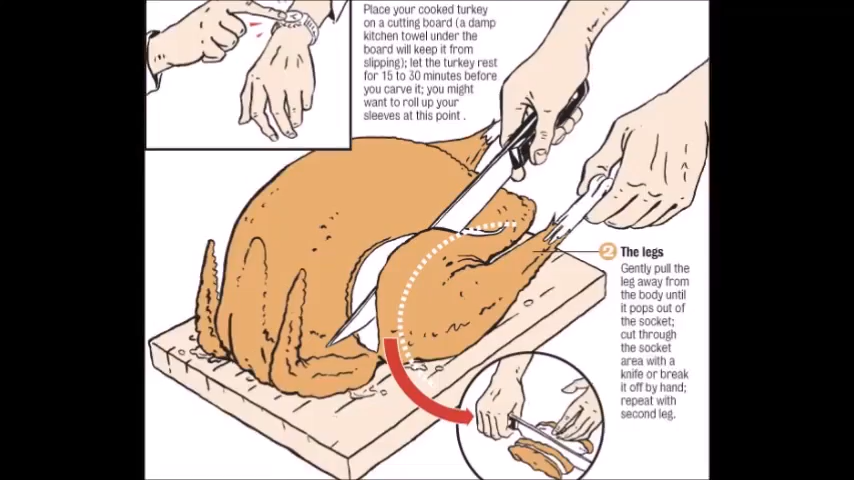 Place your cooked turkey
on a cutting board (a damp
kitchen towel under the
board will keep it from
slipping); let the turkey rest
for 15 to 30 minutes before
you carve it; you might
want to roll up your
sleeves at this point .
2 The legs
Gently pull the
leg away from
the body until
it pops out of
the socket;
cut through
the socket
area with a
knife or break
it off by hand;
repeat with
second leg.